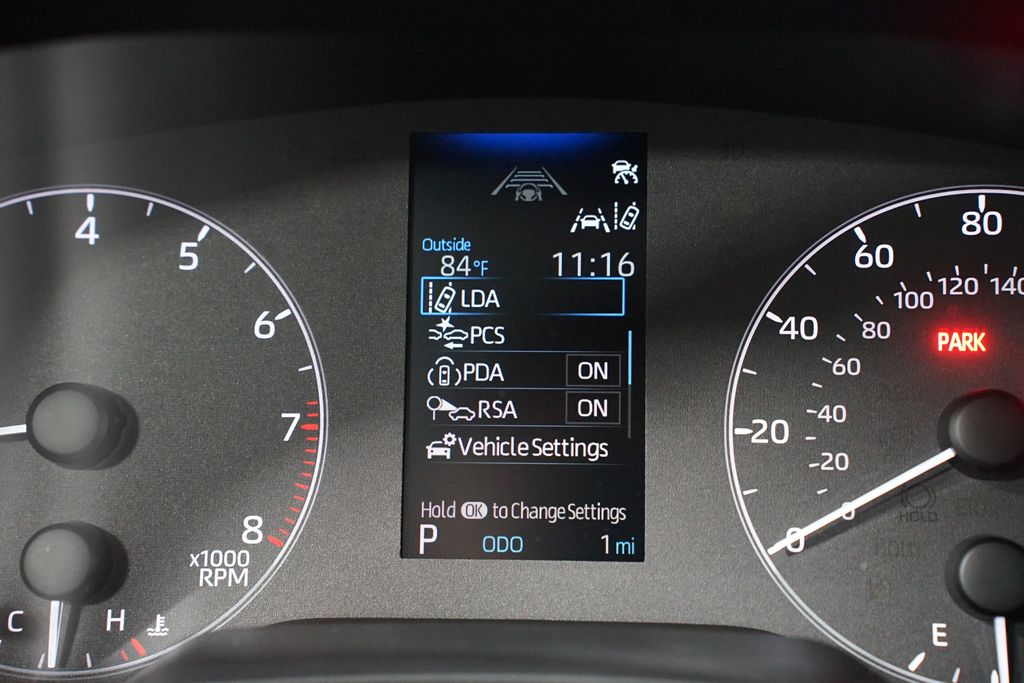 Outside
84°F 11:16
LDA
PCS
PDA ON
RSA ON
Vehicle Settings
Hold OK to Change Settings
P ODO 1 mi
4
5
6
7
8
x1000
RPM
C H
80
60
40
20
0
140
120
100
80
60
40
20
0
PARK
HOLD
E